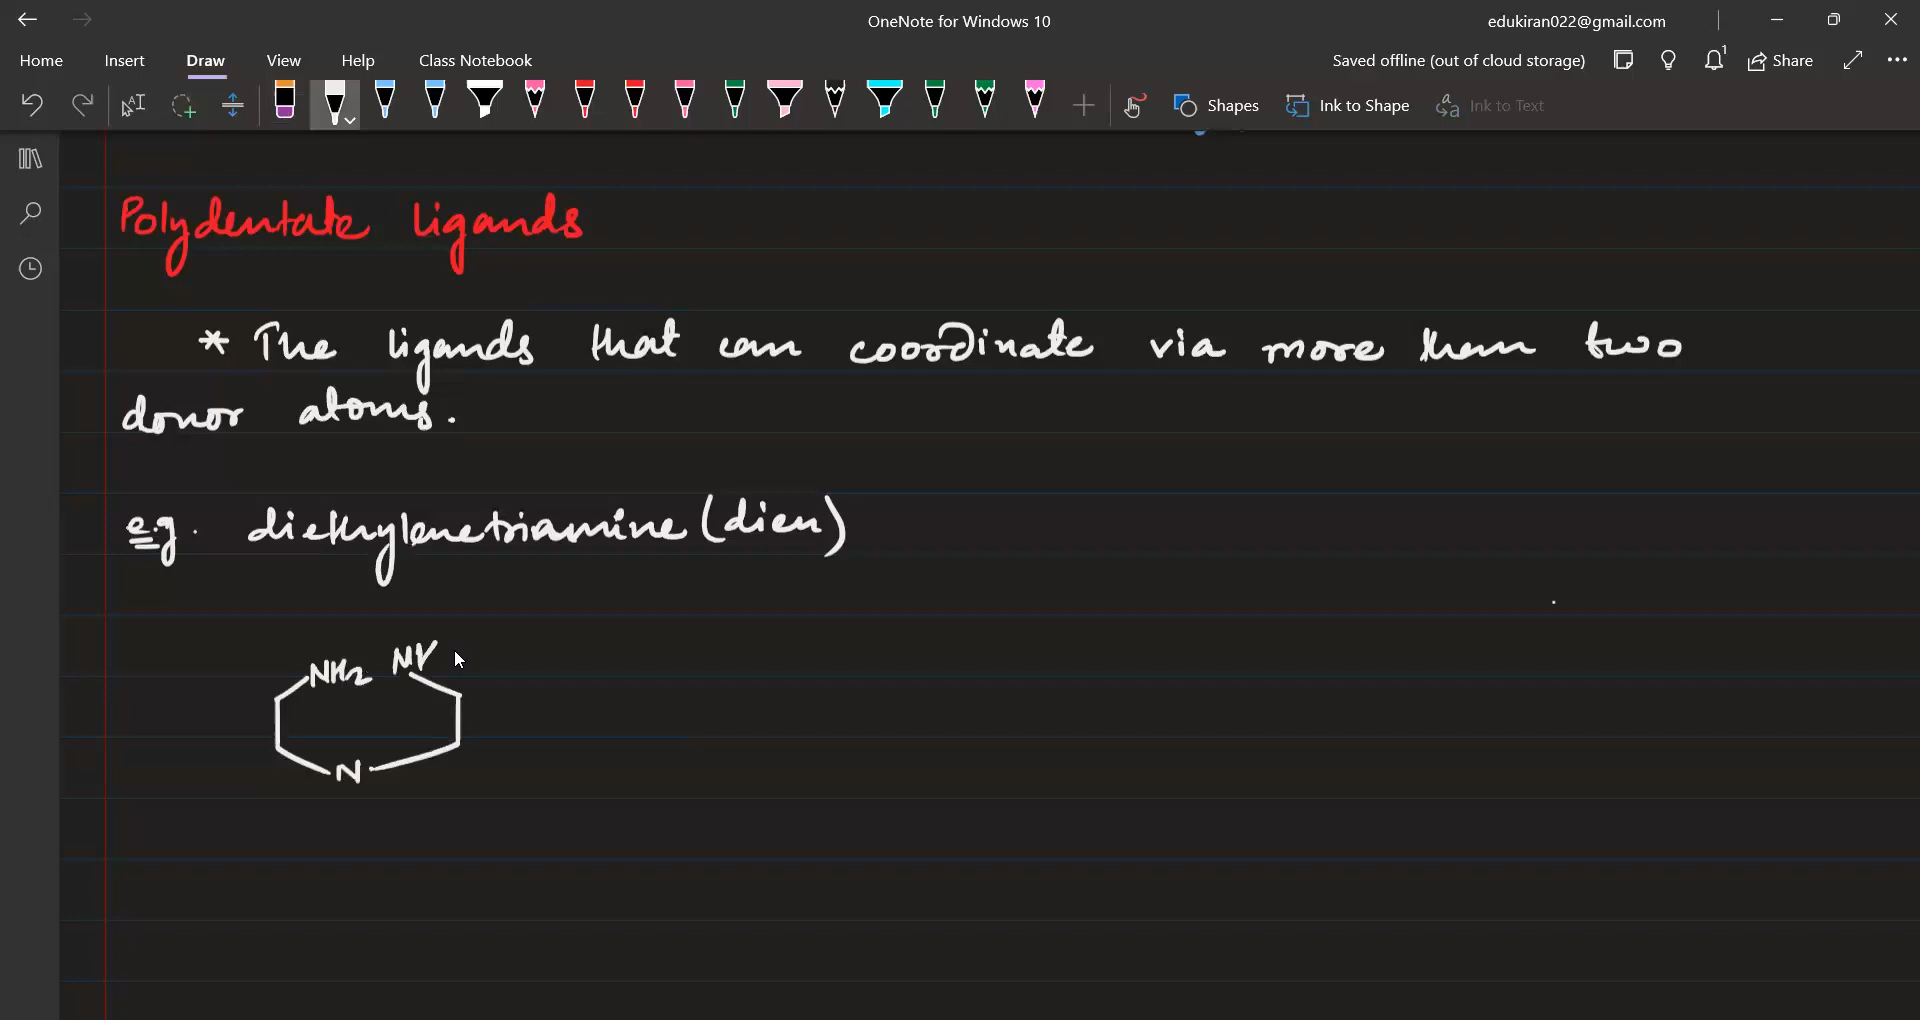 OneNote for Windows 10
edukiran022@gmail.com
Home Insert Draw View Help Class Notebook
Saved offline (out of cloud storage) 1 Share
Shapes Ink to Shape Ink to Text
Polydentate ligands
* The ligands that can coordinate via more than two
donor atoms.
e.g. diethylenetriamine (dien)
NH2 N
N